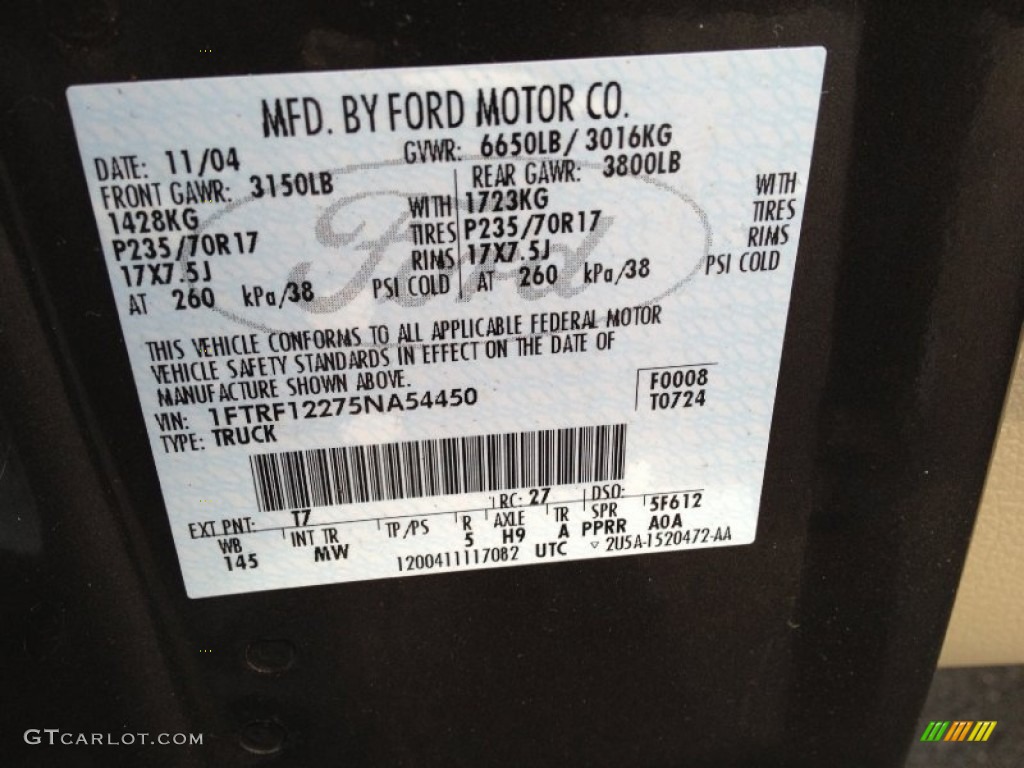 MFD. BY FORD MOTOR CO.
DATE: 11/04 GVWR: 6650LB / 3016KG
FRONT GAWR: 3150LB REAR GAWR: 3800LB
1428KG WITH 1723KG WITH
P235/70R17 TIRES P235/70R17 TIRES
17X7.5J RIMS 17X7.5J RIMS
AT 260 kPa/38 PSI COLD AT 260 kPa/38 PSI COLD
Ford
THIS VEHICLE CONFORMS TO ALL APPLICABLE FEDERAL MOTOR
VEHICLE SAFETY STANDARDS IN EFFECT ON THE DATE OF
MANUFACTURE SHOWN ABOVE.
VIN: 1FTRF12275NA54450 F0008
TYPE: TRUCK T0724
EXT PNT: T7 RC: 27 DSO: 5F612
WB INT TR TP/PS R AXLE TR SPR A0A
145 MW 5 H9 A PPRR
1200411117082 UTC ▽ 2U5A-1520472-AA
GTCARLOT.COM